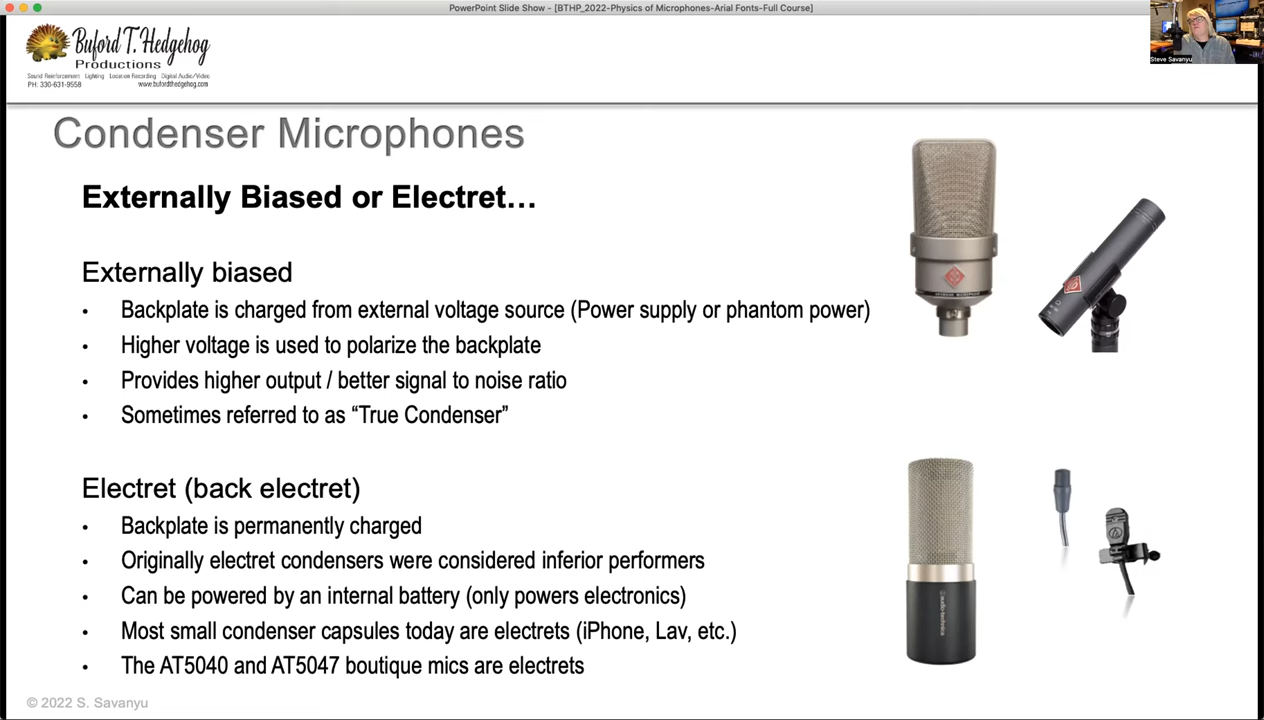 PowerPoint Slide Show - [BTHP_2022-Physics of Microphones-Arial Fonts-Full Course]
Steve Savanyu
Buford T. Hedgehog
Productions
Sound Reinforcement Lighting Location Recording Digital Audio/Video
PH: 330-631-9558 www.bufordthedgehog.com
Condenser Microphones
Externally Biased or Electret…
Externally biased
• Backplate is charged from external voltage source (Power supply or phantom power)
• Higher voltage is used to polarize the backplate
• Provides higher output / better signal to noise ratio
• Sometimes referred to as “True Condenser”
Electret (back electret)
• Backplate is permanently charged
• Originally electret condensers were considered inferior performers
• Can be powered by an internal battery (only powers electronics)
• Most small condenser capsules today are electrets (iPhone, Lav, etc.)
• The AT5040 and AT5047 boutique mics are electrets
audio-technica
© 2022 S. Savanyu